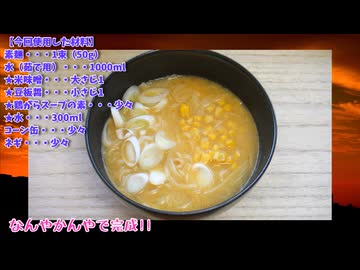 【今回使用した材料】
素麺・・・1束（50g）
水（茹で用）・・・1000ml
★米味噌・・・大さじ1
★豆板醤・・・小さじ1
★鶏がらスープの素・・・少々
★水・・・300ml
コーン缶・・・少々
ネギ・・・少々
なんやかんやで完成!!